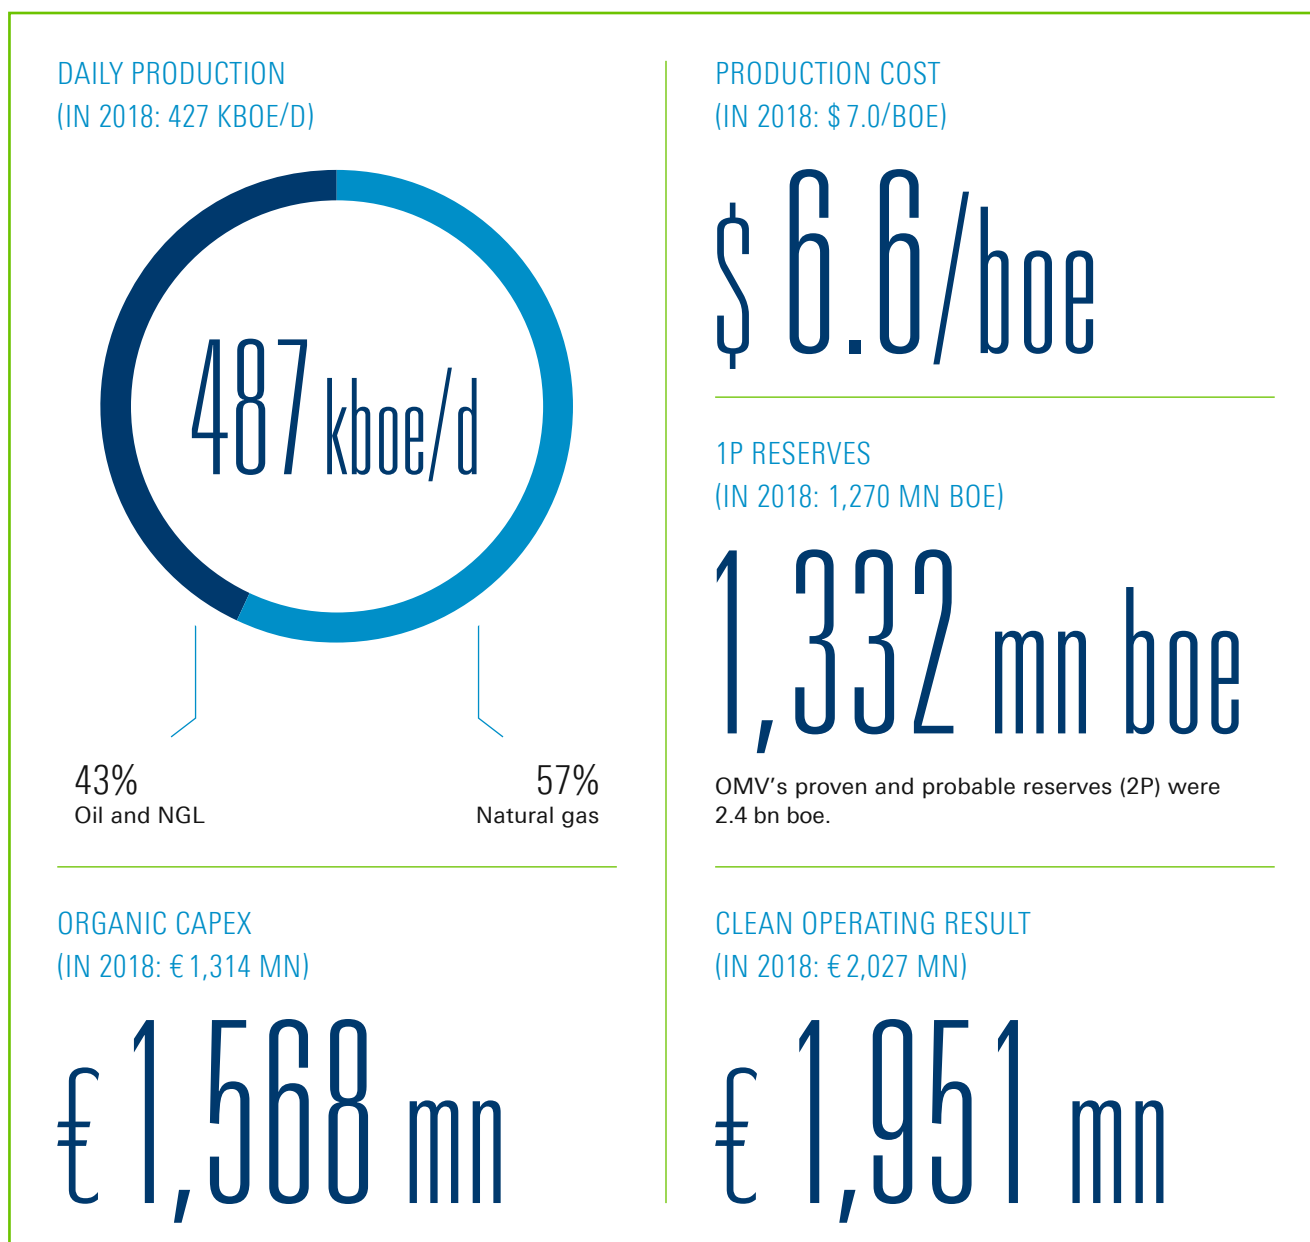 DAILY PRODUCTION
(IN 2018: 427 KBOE/D)
487 kboe/d
43%
Oil and NGL
57%
Natural gas
ORGANIC CAPEX
(IN 2018: € 1,314 MN)
€ 1,568 mn
PRODUCTION COST
(IN 2018: $ 7.0/BOE)
$ 6.6/boe
1P RESERVES
(IN 2018: 1,270 MN BOE)
1,332 mn boe
OMV's proven and probable reserves (2P) were
2.4 bn boe.
CLEAN OPERATING RESULT
(IN 2018: € 2,027 MN)
€ 1,951 mn